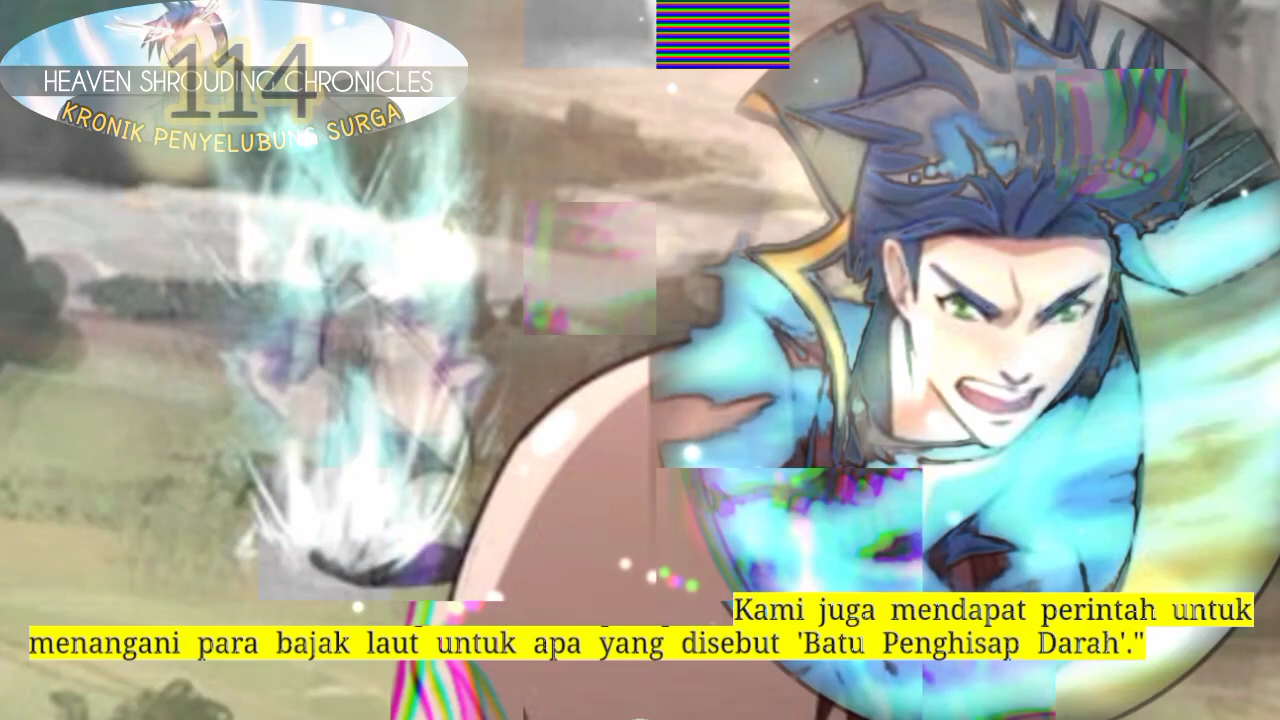 114
HEAVEN SHROUDING CHRONICLES
KRONIK PENYELUBUNG SURGA
Kami juga mendapat perintah untuk
menangani para bajak laut untuk apa yang disebut 'Batu Penghisap Darah'."